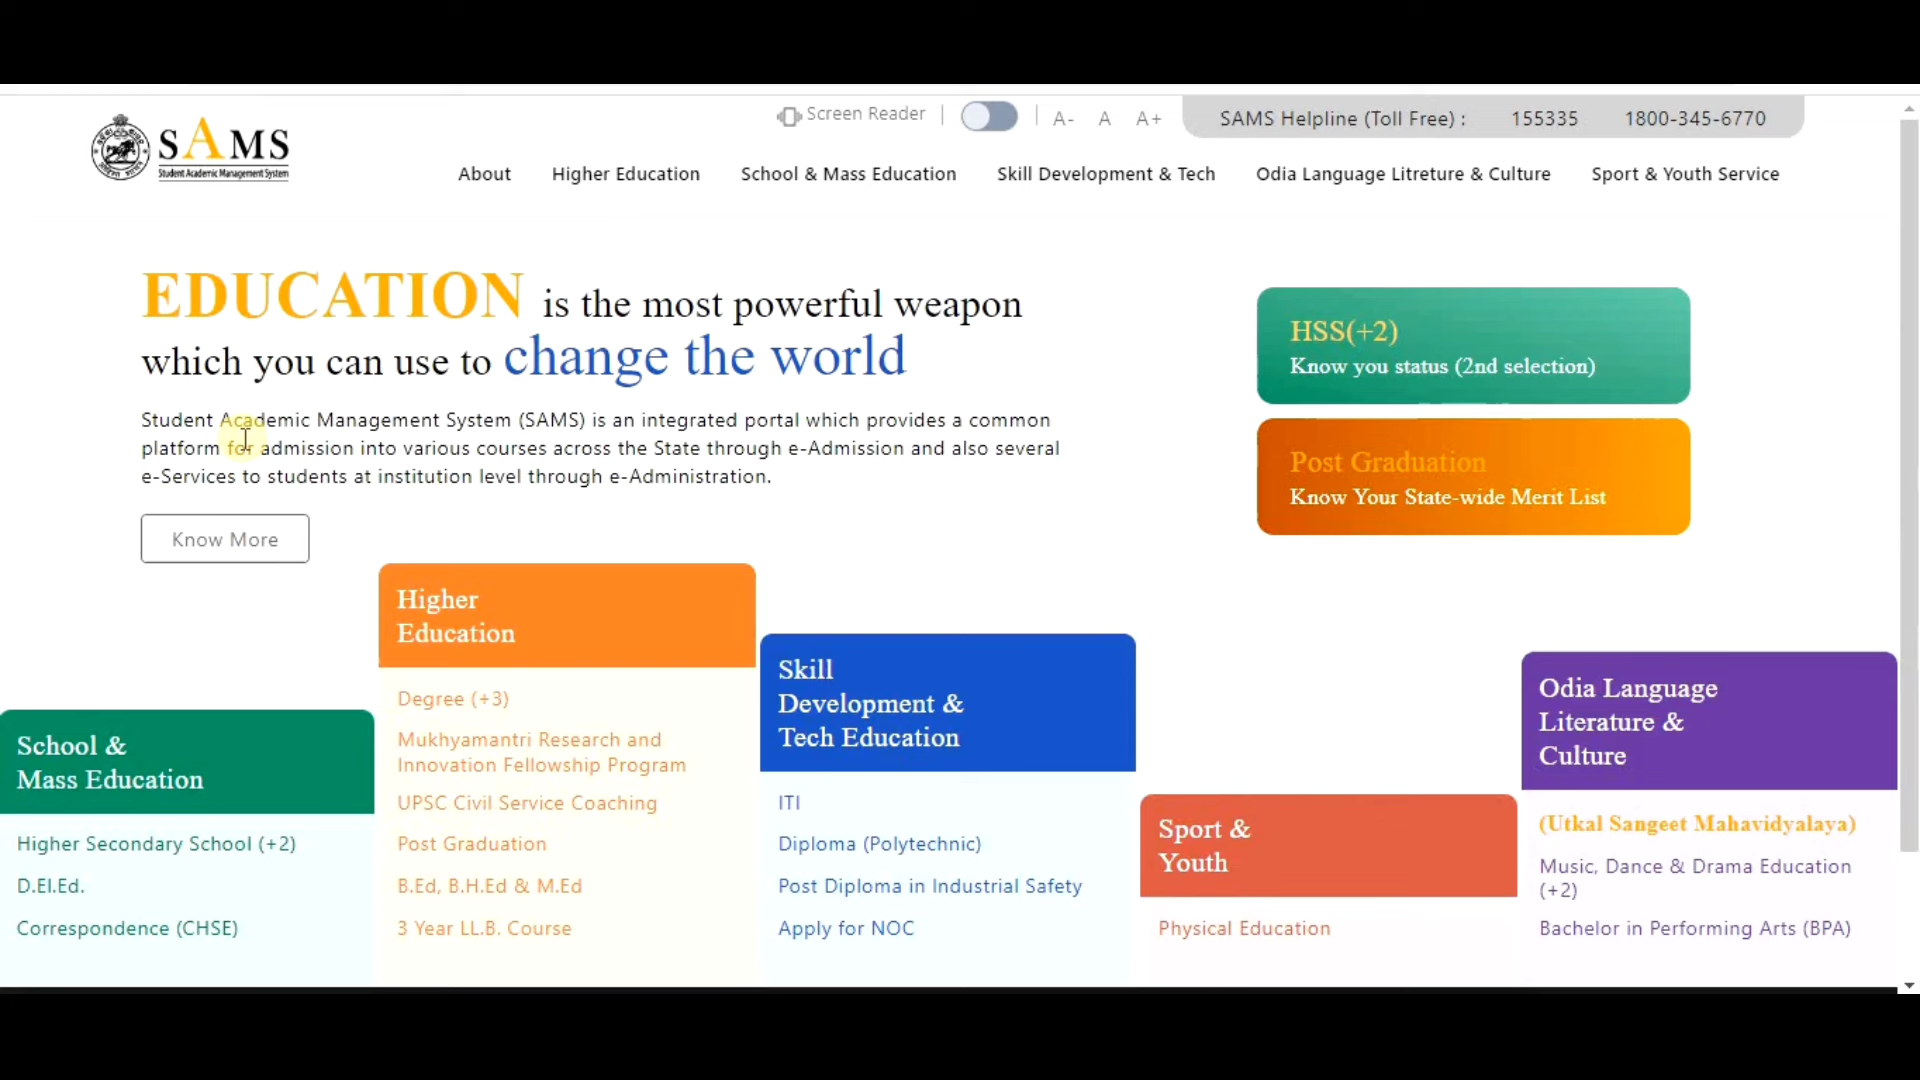 SAMS
Student Academic Management System
Screen Reader
A- A A+
SAMS Helpline (Toll Free) : 155335 1800-345-6770
About Higher Education School & Mass Education Skill Development & Tech Odia Language Litreture & Culture Sport & Youth Service
EDUCATION is the most powerful weapon
which you can use to change the world
Student Academic Management System (SAMS) is an integrated portal which provides a common
platform for admission into various courses across the State through e-Admission and also several
e-Services to students at institution level through e-Administration.
Know More
HSS(+2)
Know you status (2nd selection)
Post Graduation
Know Your State-wide Merit List
School &
Mass Education
Higher Secondary School (+2)
D.El.Ed.
Correspondence (CHSE)
Higher
Education
Degree (+3)
Mukhyamantri Research and
Innovation Fellowship Program
UPSC Civil Service Coaching
Post Graduation
B.Ed, B.H.Ed & M.Ed
3 Year LL.B. Course
Skill
Development &
Tech Education
ITI
Diploma (Polytechnic)
Post Diploma in Industrial Safety
Apply for NOC
Sport &
Youth
Physical Education
Odia Language
Literature &
Culture
(Utkal Sangeet Mahavidyalaya)
Music, Dance & Drama Education
(+2)
Bachelor in Performing Arts (BPA)